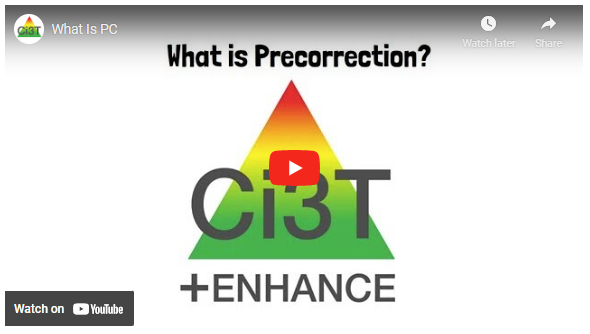 Ci3T
What Is PC
Watch later
Share
What is Precorrection?
Ci3T
+ENHANCE
Watch on YouTube